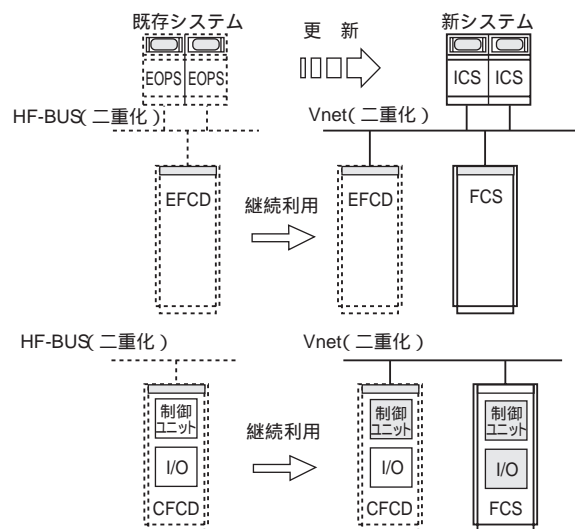 既存システム
更 新
新システム
EOPS EOPS
ICS ICS
HF-BUS(二重化)
Vnet(二重化)
EFCD
継続利用
EFCD
FCS
HF-BUS(二重化)
Vnet(二重化)
制御
ユニット
I/O
CFCD
継続利用
制御
ユニット
I/O
CFCD
制御
ユニット
I/O
FCS